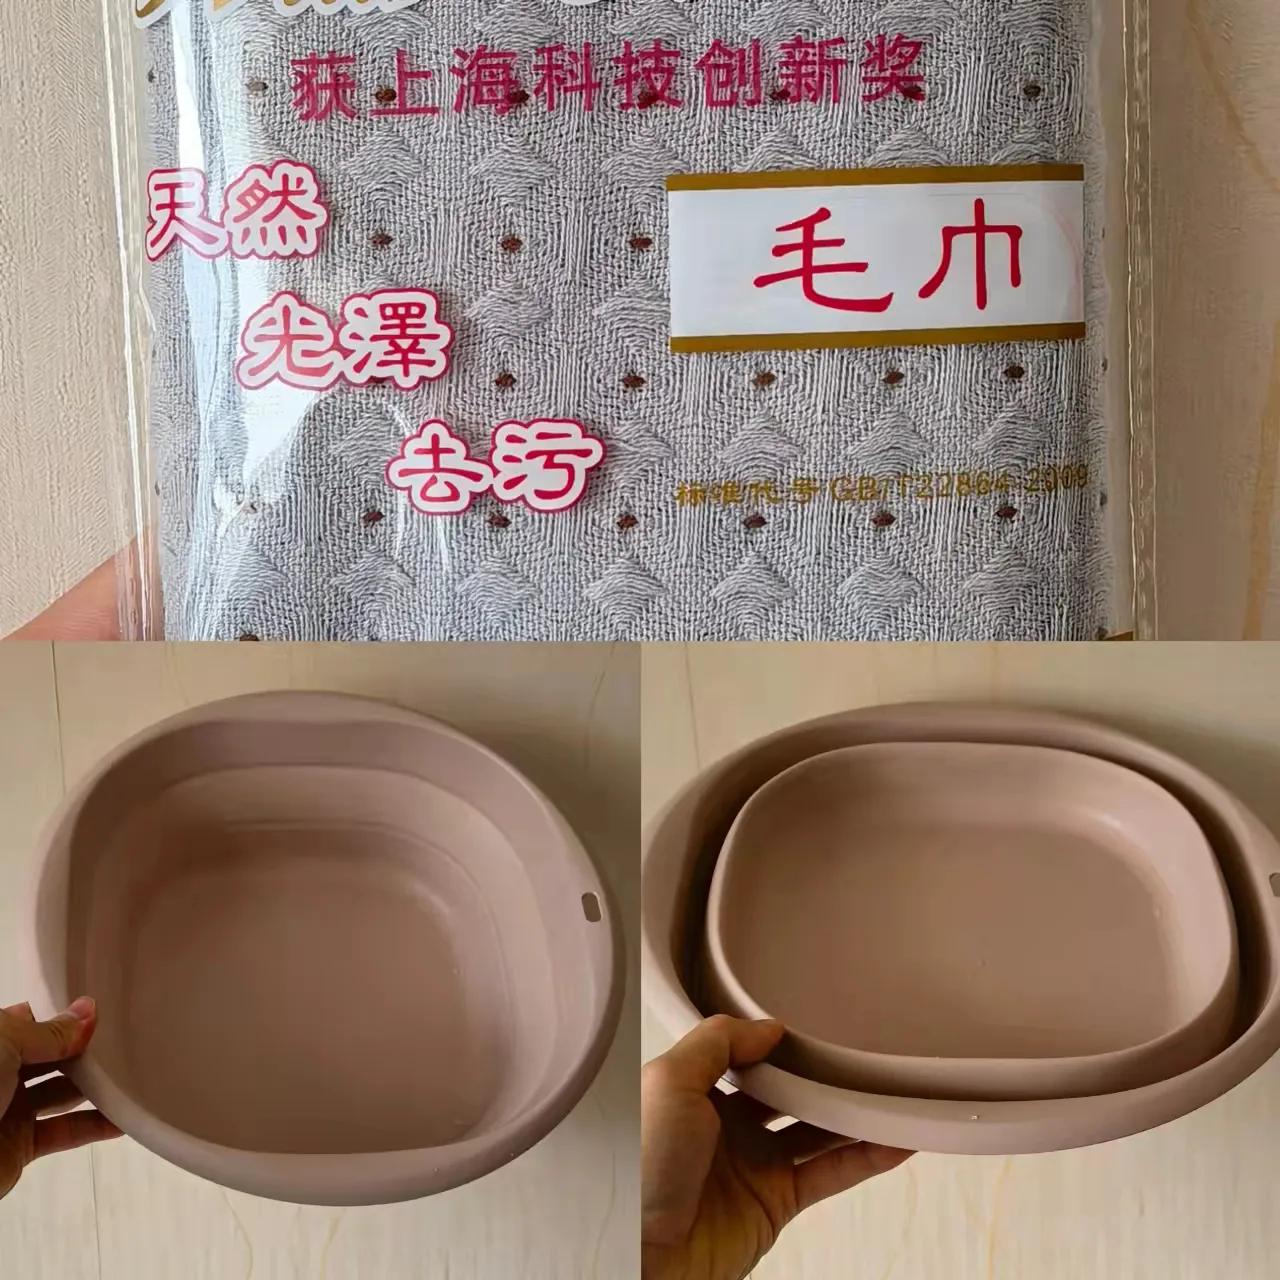 获上海科技创新奖
天然
光澤
去污
毛巾
标准代号 GB/T22864-2009